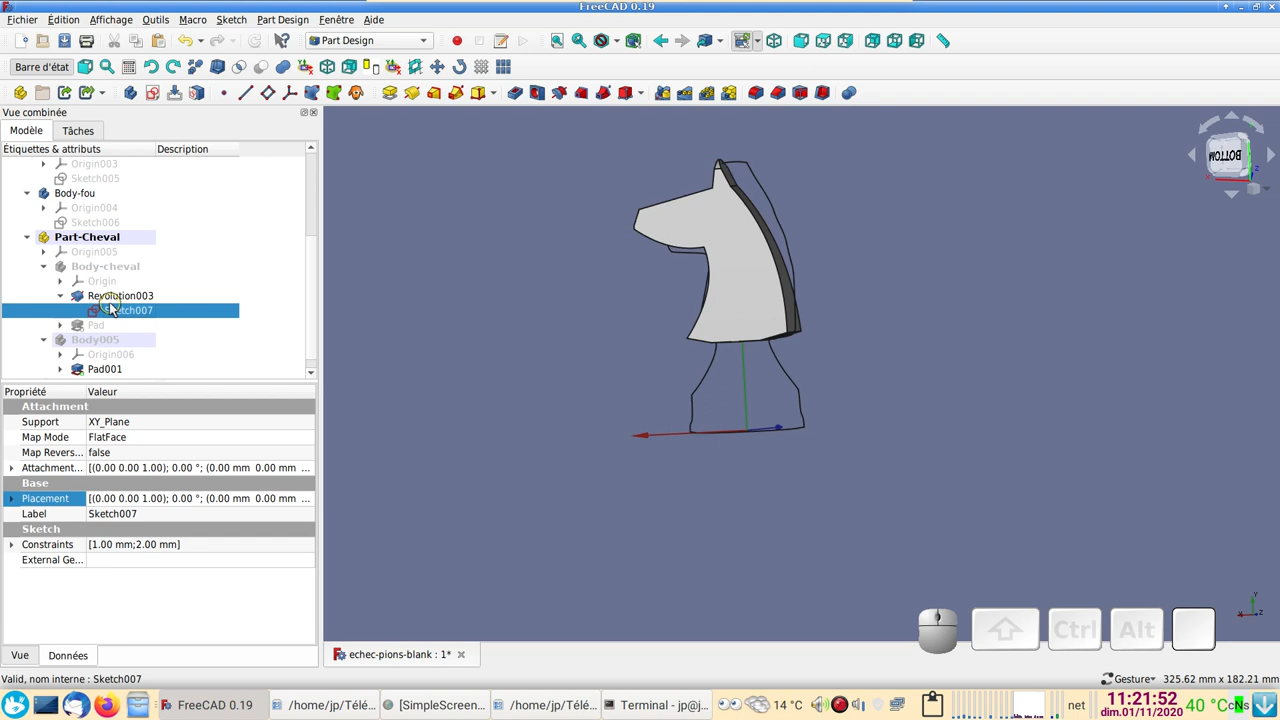 FreeCAD 0.19
Fichier Édition Affichage Outils Macro Sketch Part Design Fenêtre Aide
Part Design
Barre d'état
Vue combinée
Modèle Tâches
Étiquettes & attributs Description
Origin003
Sketch005
Body-fou
Origin004
Sketch006
Part-Cheval
Origin005
Body-cheval
Origin
Revolution003
Sketch007
Pad
Body005
Origin006
Pad001
Propriété Valeur
Attachment
Support XY_Plane
Map Mode FlatFace
Map Revers... false
Attachment... [(0.00 0.00 1.00); 0.00 °; (0.00 mm 0.00 mm ...
Base
Placement [(0.00 0.00 1.00); 0.00 °; (0.00 mm 0.00 mm ...
Label Sketch007
Sketch
Constraints [1.00 mm;2.00 mm]
External Ge...
BOTTOM
Ctrl Alt
Vue Données
echec-pions-blank : 1*
Valid, nom interne : Sketch007
Gesture 325.62 mm x 182.21 mm
FreeCAD 0.19
/home/jp/Télé...
[SImpleScreen...
/home/jp/Télé...
Terminal - jp@j...
14 °C
net
11:21:52
dim.01/11/2020
40 °C